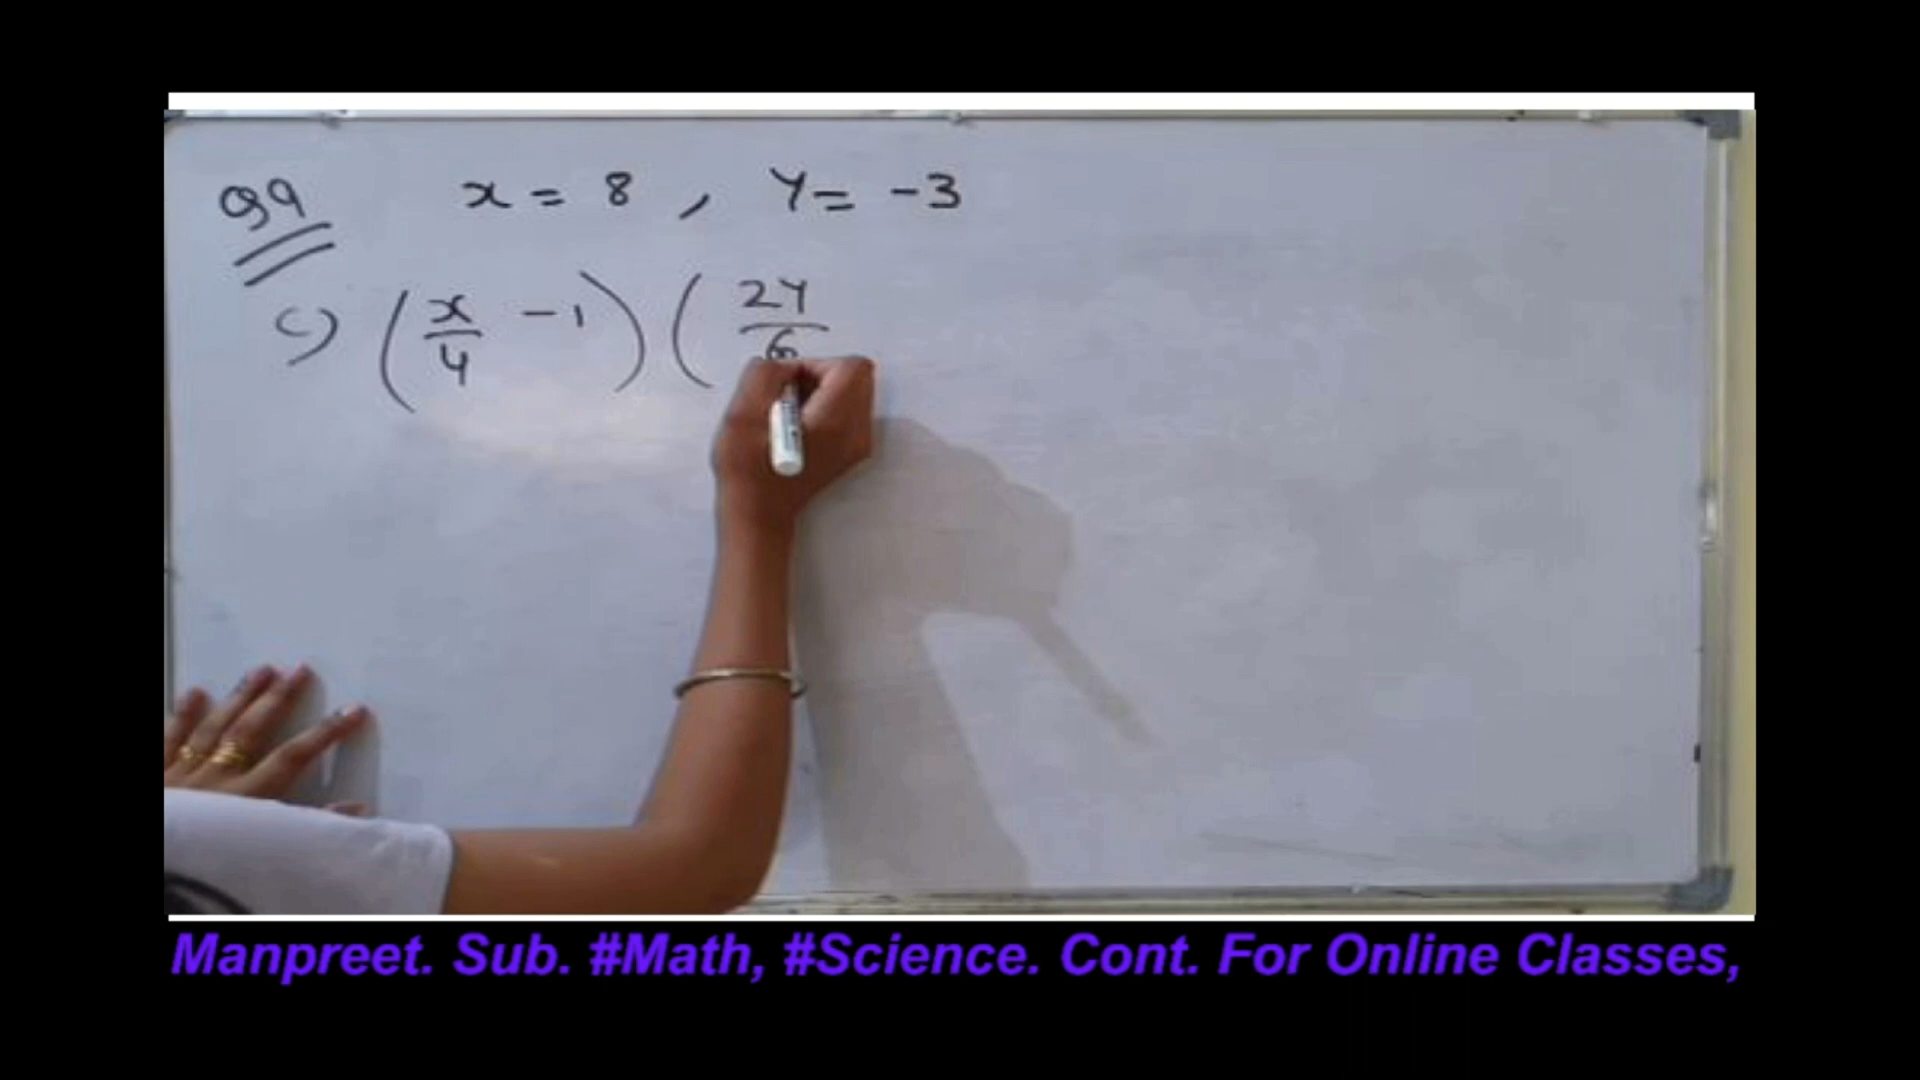 Q9 x = 8 , y = -3
c) (x/4 - 1) (2y/6
Manpreet. Sub. #Math, #Science. Cont. For Online Classes,